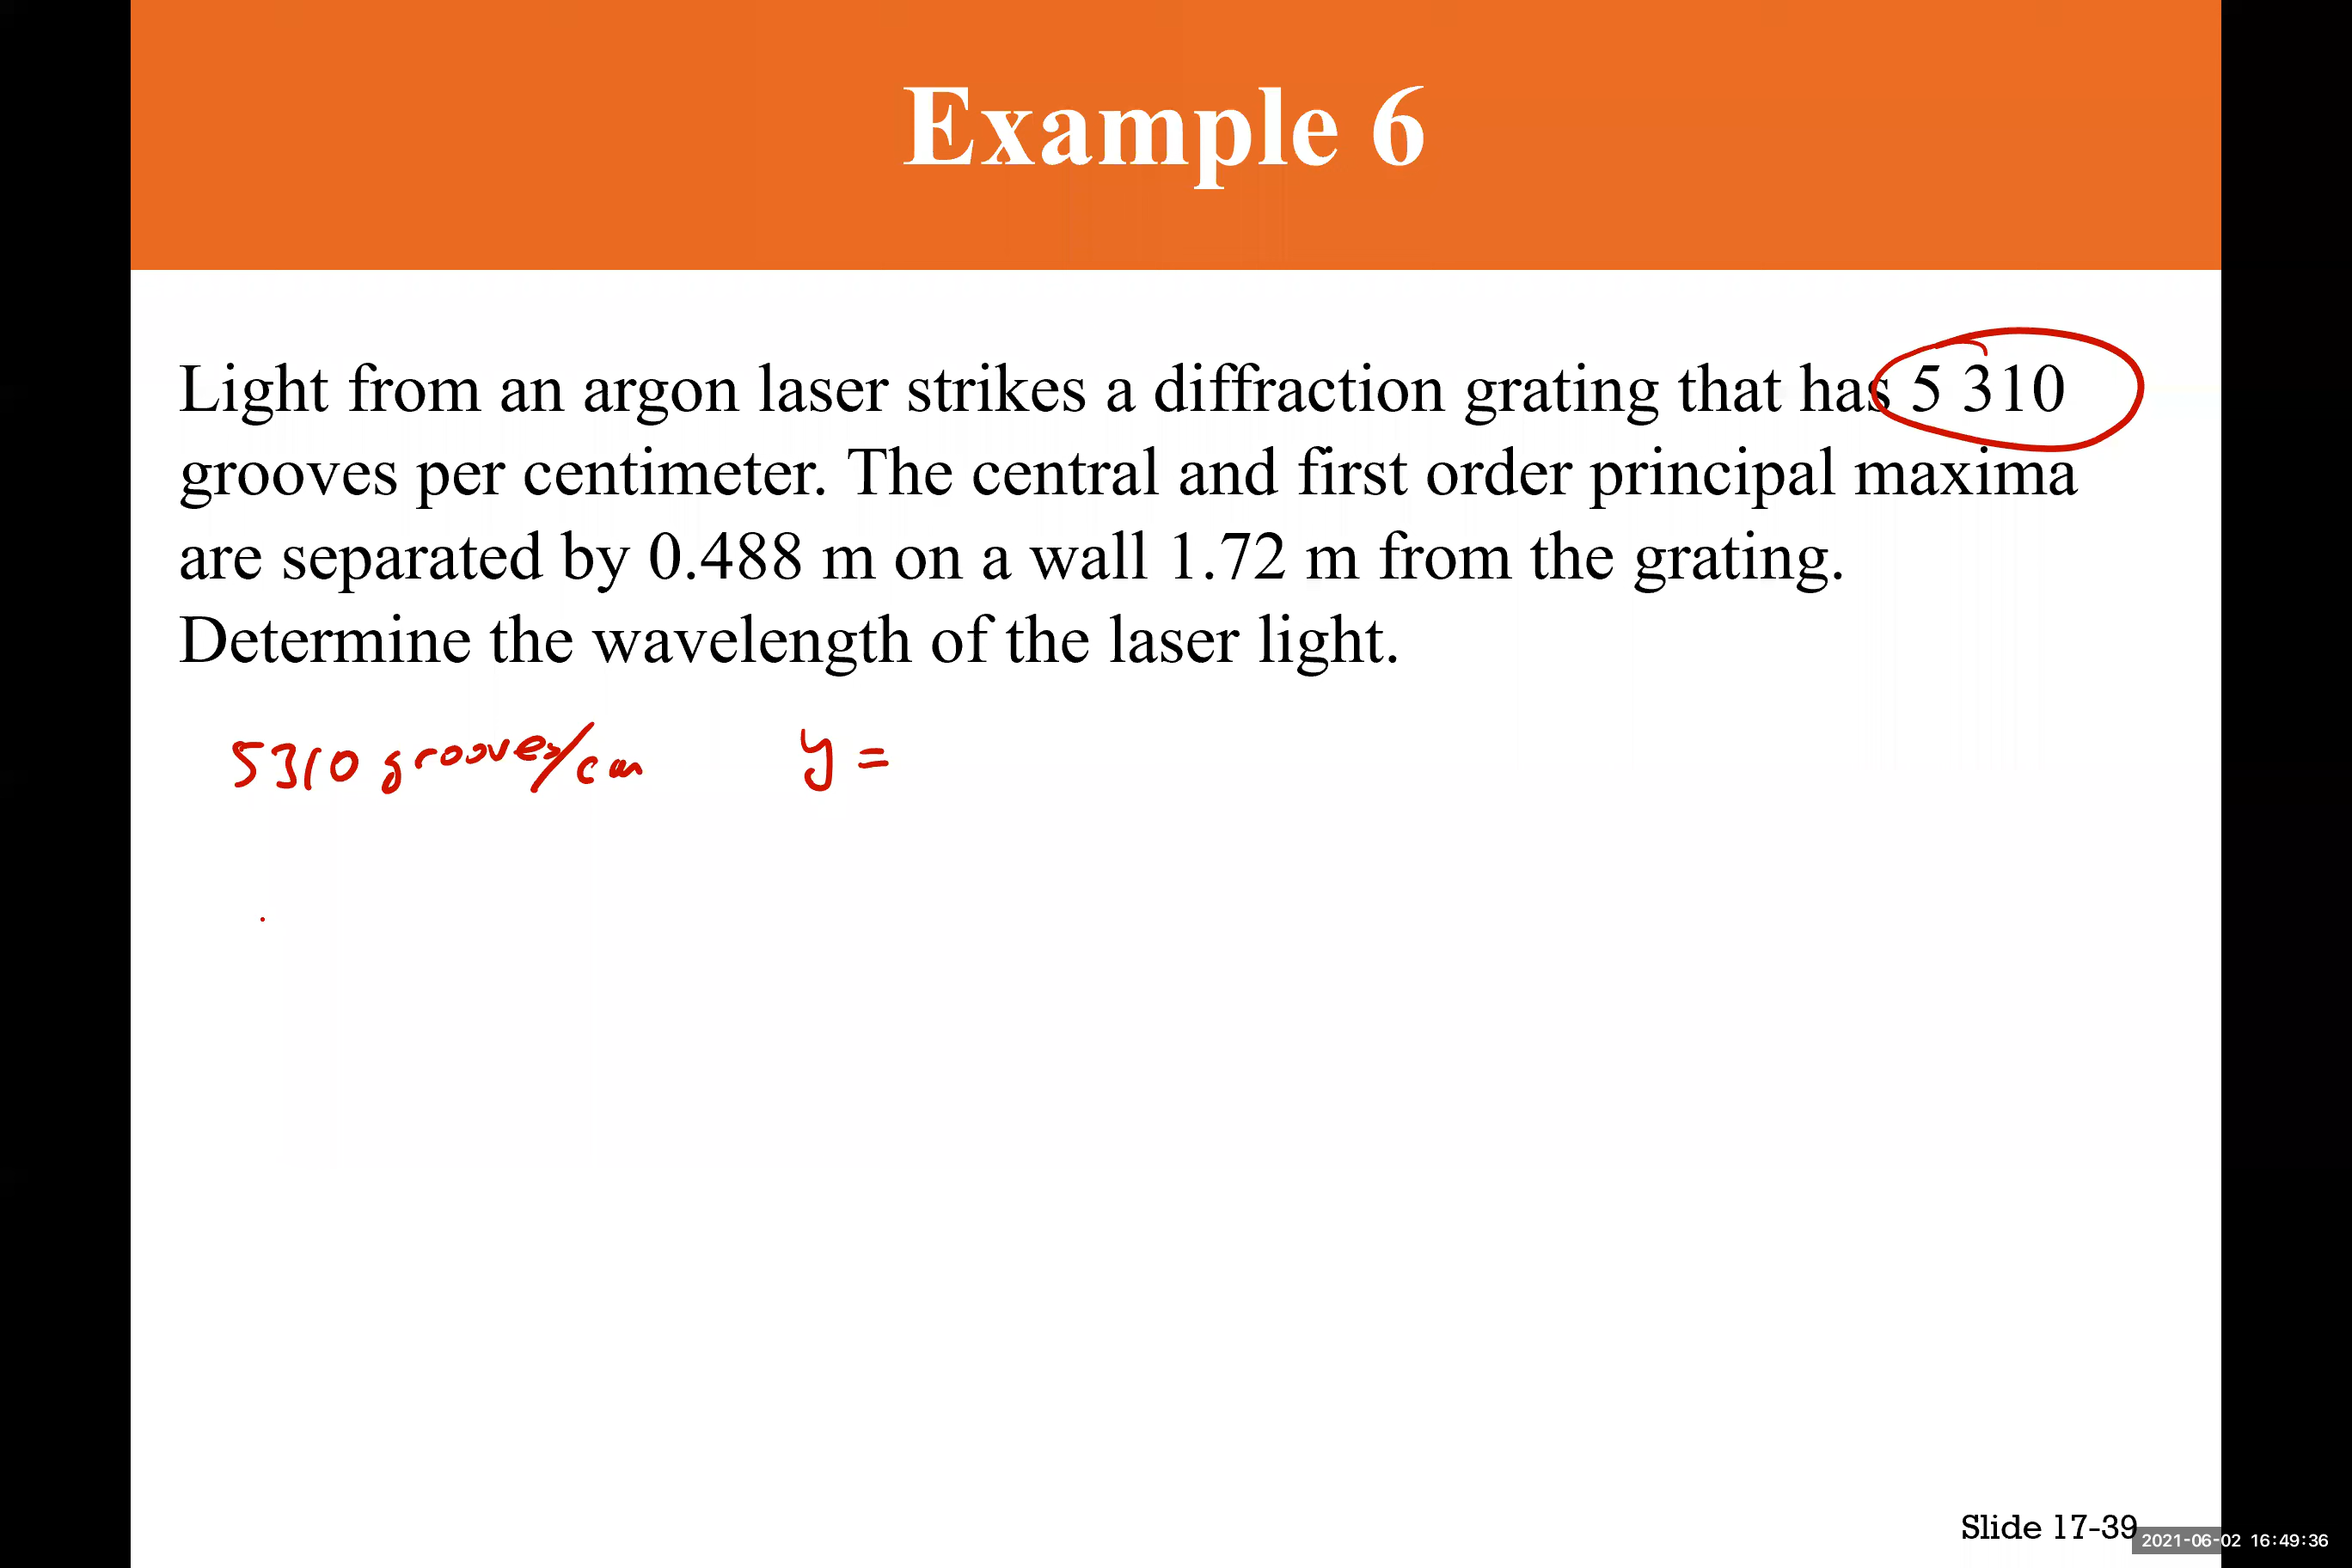 Example 6
Light from an argon laser strikes a diffraction grating that has 5 310
grooves per centimeter. The central and first order principal maxima
are separated by 0.488 m on a wall 1.72 m from the grating.
Determine the wavelength of the laser light.
5310 grooves/cm y =
Slide 17-39
2021-06-02 16:49:36